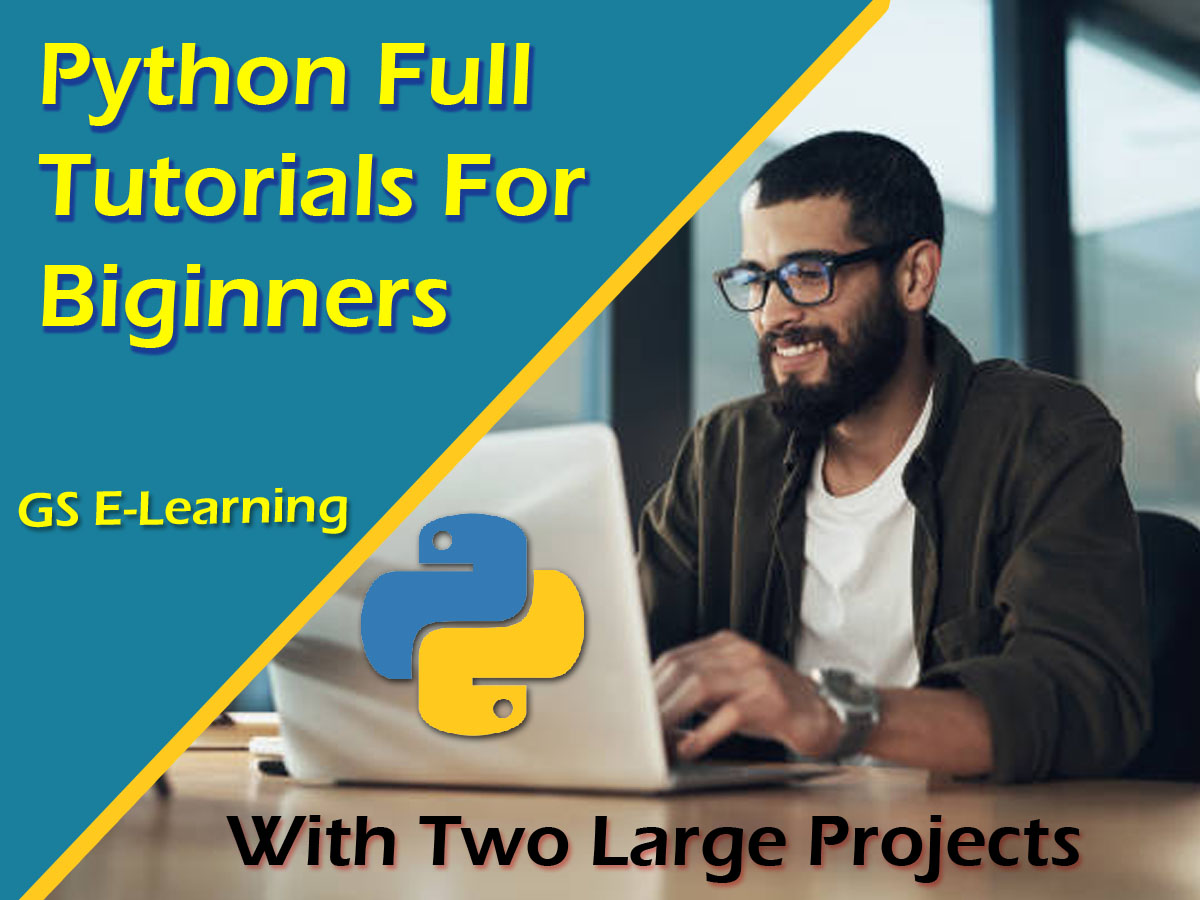 Python Full
Tutorials For
Biginners
GS E-Learning
With Two Large Projects